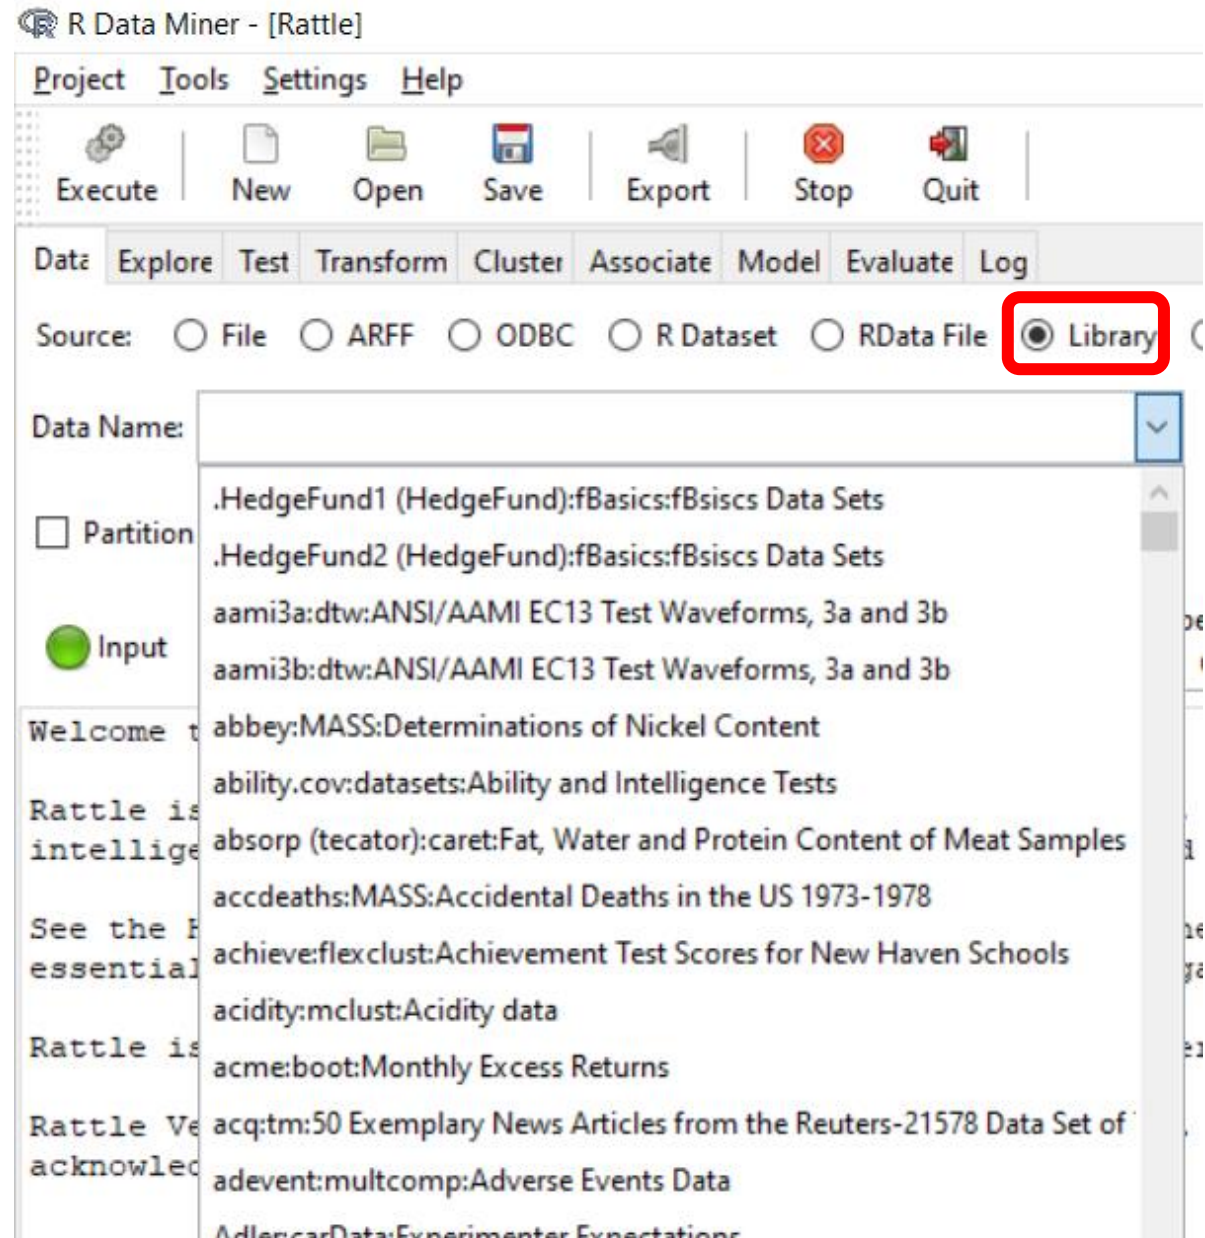 R Data Miner - [Rattle]
Project Tools Settings Help
Execute New Open Save Export Stop Quit
Data Explore Test Transform Cluster Associate Model Evaluate Log
Source: File ARFF ODBC R Dataset RData File Library
Data Name:
.HedgeFund1 (HedgeFund):fBasics:fBsiscs Data Sets
Partition
.HedgeFund2 (HedgeFund):fBasics:fBsiscs Data Sets
aami3a:dtw:ANSI/AAMI EC13 Test Waveforms, 3a and 3b
Input
aami3b:dtw:ANSI/AAMI EC13 Test Waveforms, 3a and 3b
Welcome
abbey:MASS:Determinations of Nickel Content
ability.cov:datasets:Ability and Intelligence Tests
Rattle
absorp (tecator):caret:Fat, Water and Protein Content of Meat Samples
accdeaths:MASS:Accidental Deaths in the US 1973-1978
See the
achieve:flexclust:Achievement Test Scores for New Haven Schools
essential
acidity:mclust:Acidity data
Rattle
acme:boot:Monthly Excess Returns
Rattle
acq:tm:50 Exemplary News Articles from the Reuters-21578 Data Set of
adevent:multcomp:Adverse Events Data
Adler:carData:Experimenter Expectations